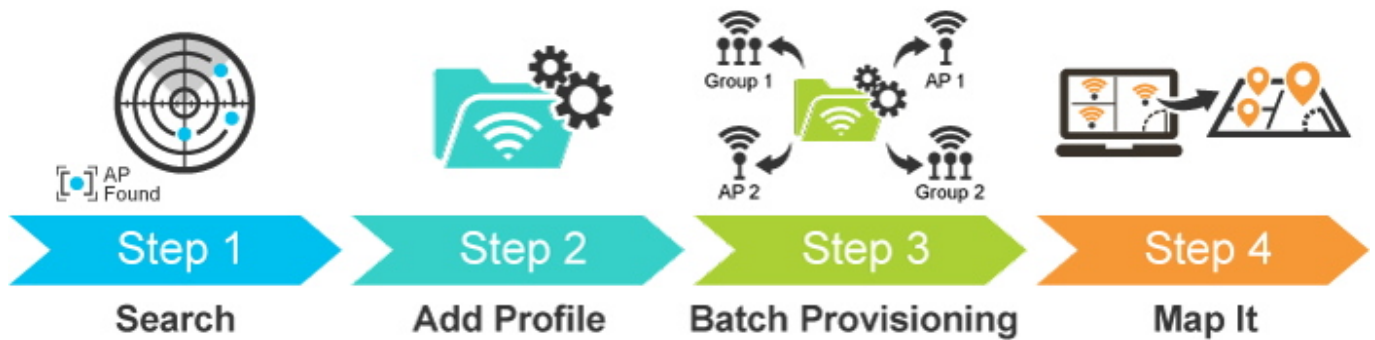 AP
Found
Group 1
AP 1
AP 2
Group 2
Step 1
Step 2
Step 3
Step 4
Search
Add Profile
Batch Provisioning
Map It